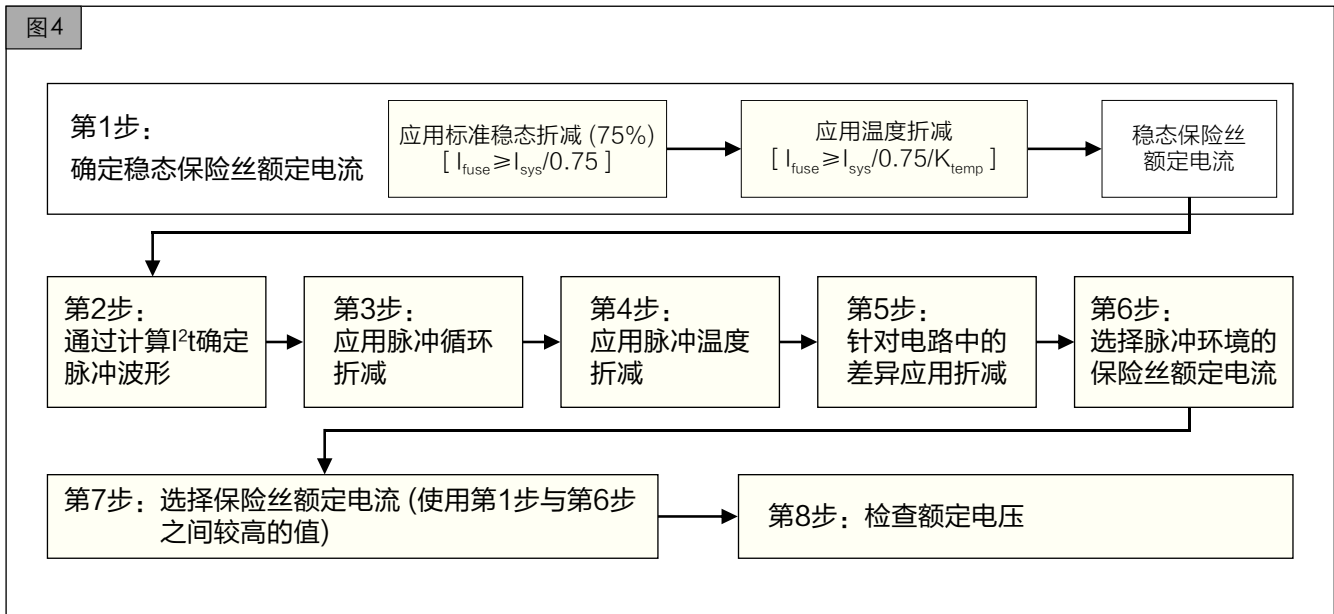 图4
第1步：
确定稳态保险丝额定电流
应用标准稳态折减 (75%)
[ I_fuse ≥ I_sys/0.75 ]
应用温度折减
[ I_fuse ≥ I_sys/0.75/K_temp ]
稳态保险丝
额定电流
第2步：
通过计算I²t确定
脉冲波形
第3步：
应用脉冲循环
折减
第4步：
应用脉冲温度
折减
第5步：
针对电路中的
差异应用折减
第6步：
选择脉冲环境的
保险丝额定电流
第7步：选择保险丝额定电流 (使用第1步与第6步
之间较高的值)
第8步：检查额定电压